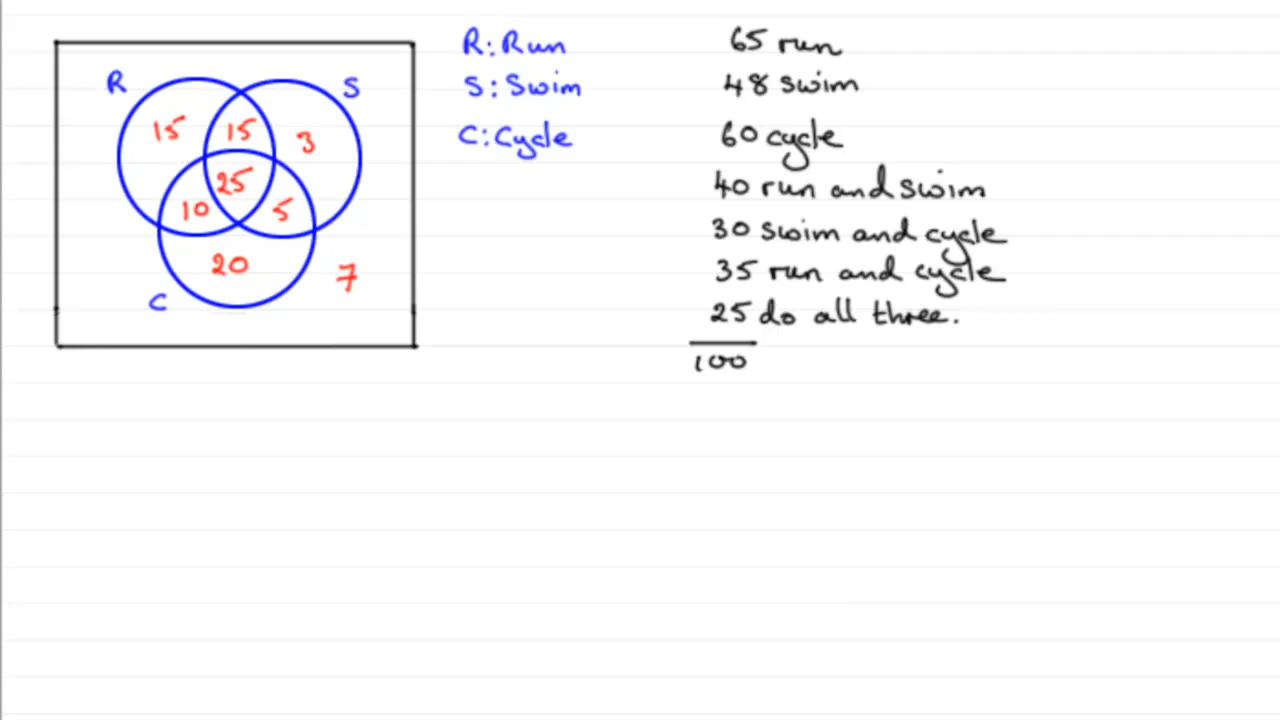 R: Run
65 run
R
S
S: Swim
48 swim
15
15
3
C: Cycle
60 cycle
25
40 run and swim
10
5
30 swim and cycle
20
7
35 run and cycle
C
25 do all three.
100